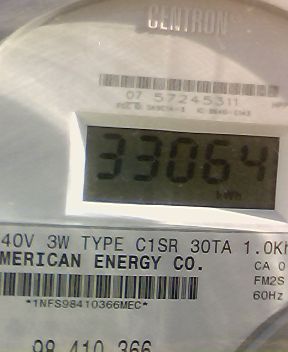 CENTRON
07 57245311
33064
kWh
40V 3W TYPE C1SR 30TA 1.0Kh
MERICAN ENERGY CO.
CA 0
FM2S
60Hz
*1NFS98410366MEC*
98 410 366